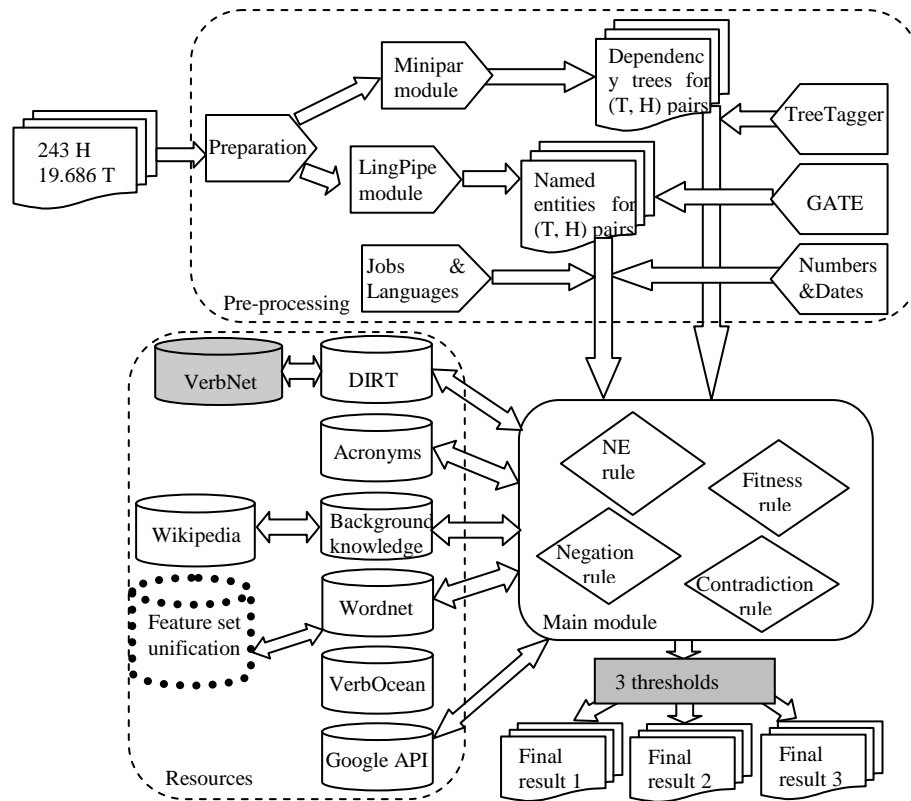 Dependenc
y trees for
(T, H) pairs
Minipar
module
TreeTagger
243 H
19.686 T
Preparation
LingPipe
module
Named
entities for
(T, H) pairs
GATE
Jobs &
Languages
Numbers
&Dates
Pre-processing
VerbNet
DIRT
Acronyms
Wikipedia
Background
knowledge
Wordnet
Feature set
unification
VerbOcean
Google API
Resources
NE
rule
Fitness
rule
Negation
rule
Contradiction
rule
Main module
3 thresholds
Final
result 1
Final
result 2
Final
result 3